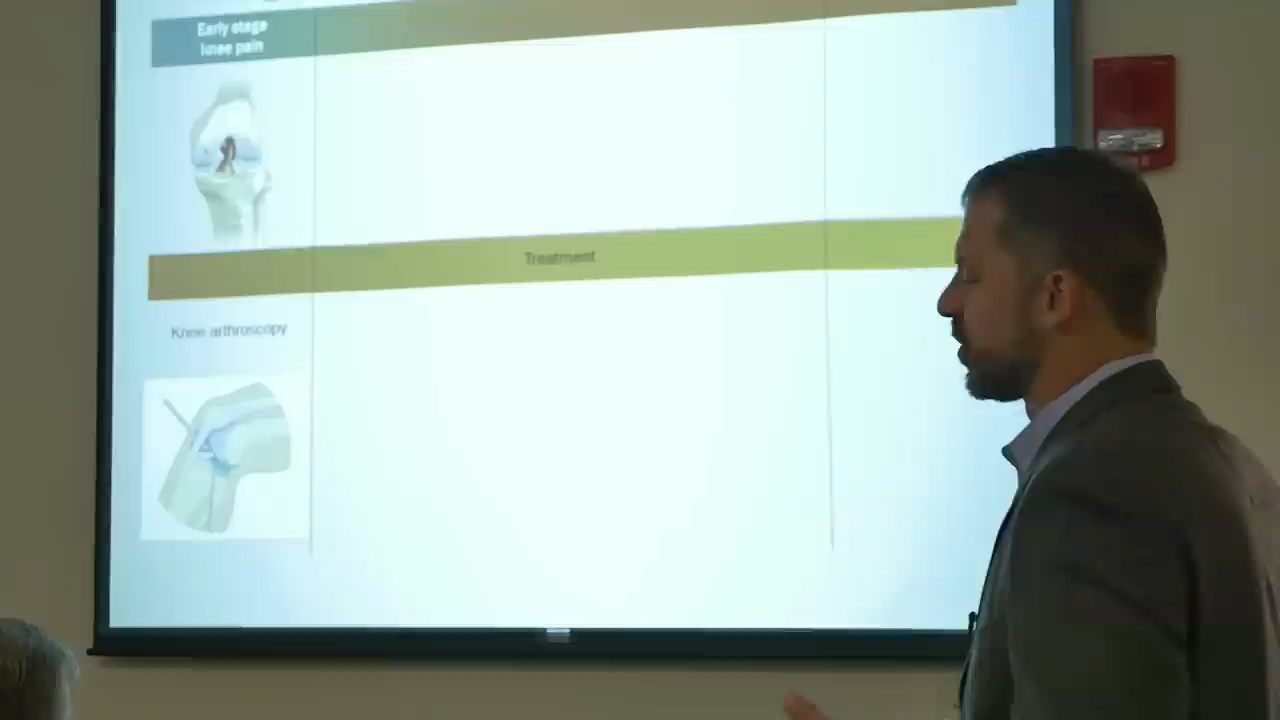 Early stage
knee pain
Treatment
Knee arthroscopy